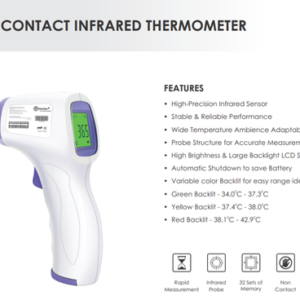 CONTACT INFRARED THERMOMETER
FEATURES
• High-Precision Infrared Sensor
• Stable & Reliable Performance
• Wide Temperature Ambience Adaptab
• Probe Structure for Accurate Measurem
• High Brightness & Large Backlight LCD S
• Automatic Shutdown to save Battery
• Variable color Backlit for easy range ide
• Green Backlit - 34.0°C - 37.3°C
• Yellow Backlit - 37.4°C - 38.0°C
• Red Backlit - 38.1°C - 42.9°C
Rapid Measurement
Infrared Probe
32 Sets of Memory
Non Contact